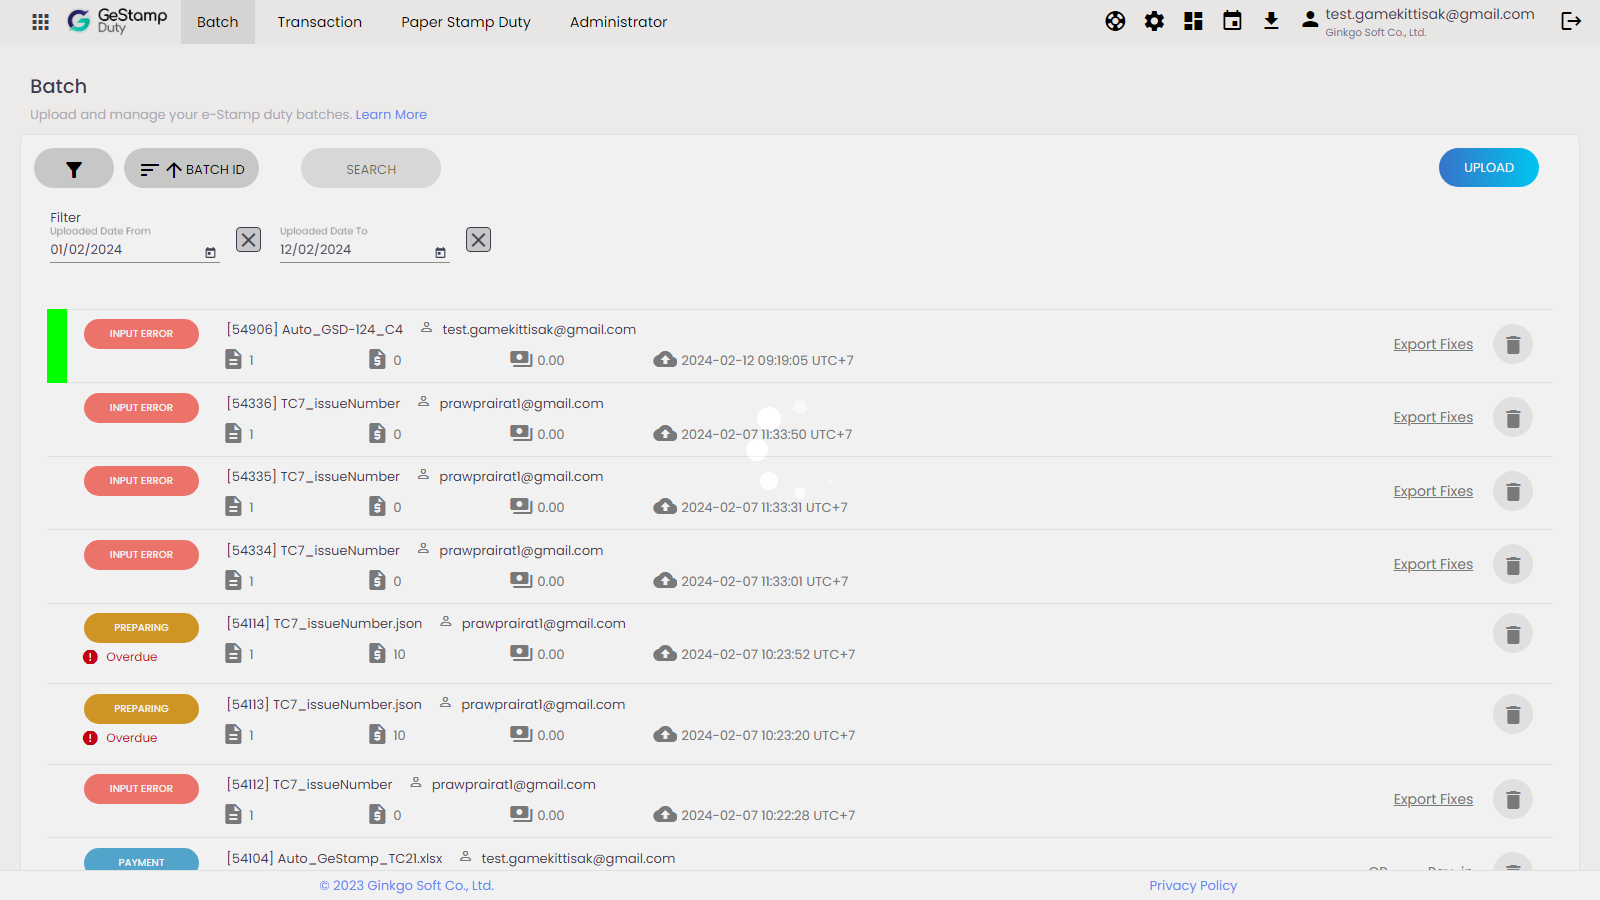 GeStamp
Duty
Batch
Transaction
Paper Stamp Duty
Administrator
test.gamekittisak@gmail.com
Ginkgo Soft Co., Ltd.
Batch
Upload and manage your e-Stamp duty batches. Learn More
BATCH ID
SEARCH
UPLOAD
Filter
Uploaded Date From
01/02/2024
Uploaded Date To
12/02/2024
INPUT ERROR
[54906] Auto_GSD-124_C4
test.gamekittisak@gmail.com
1
0
0.00
2024-02-12 09:19:05 UTC+7
Export Fixes
INPUT ERROR
[54336] TC7_issueNumber
prawprairat1@gmail.com
1
0
0.00
2024-02-07 11:33:50 UTC+7
Export Fixes
INPUT ERROR
[54335] TC7_issueNumber
prawprairat1@gmail.com
1
0
0.00
2024-02-07 11:33:31 UTC+7
Export Fixes
INPUT ERROR
[54334] TC7_issueNumber
prawprairat1@gmail.com
1
0
0.00
2024-02-07 11:33:01 UTC+7
Export Fixes
PREPARING
Overdue
[54114] TC7_issueNumber.json
prawprairat1@gmail.com
1
10
0.00
2024-02-07 10:23:52 UTC+7
PREPARING
Overdue
[54113] TC7_issueNumber.json
prawprairat1@gmail.com
1
10
0.00
2024-02-07 10:23:20 UTC+7
INPUT ERROR
[54112] TC7_issueNumber
prawprairat1@gmail.com
1
0
0.00
2024-02-07 10:22:28 UTC+7
Export Fixes
PAYMENT
[54104] Auto_GeStamp_TC21.xlsx
test.gamekittisak@gmail.com
© 2023 Ginkgo Soft Co., Ltd.
Privacy Policy